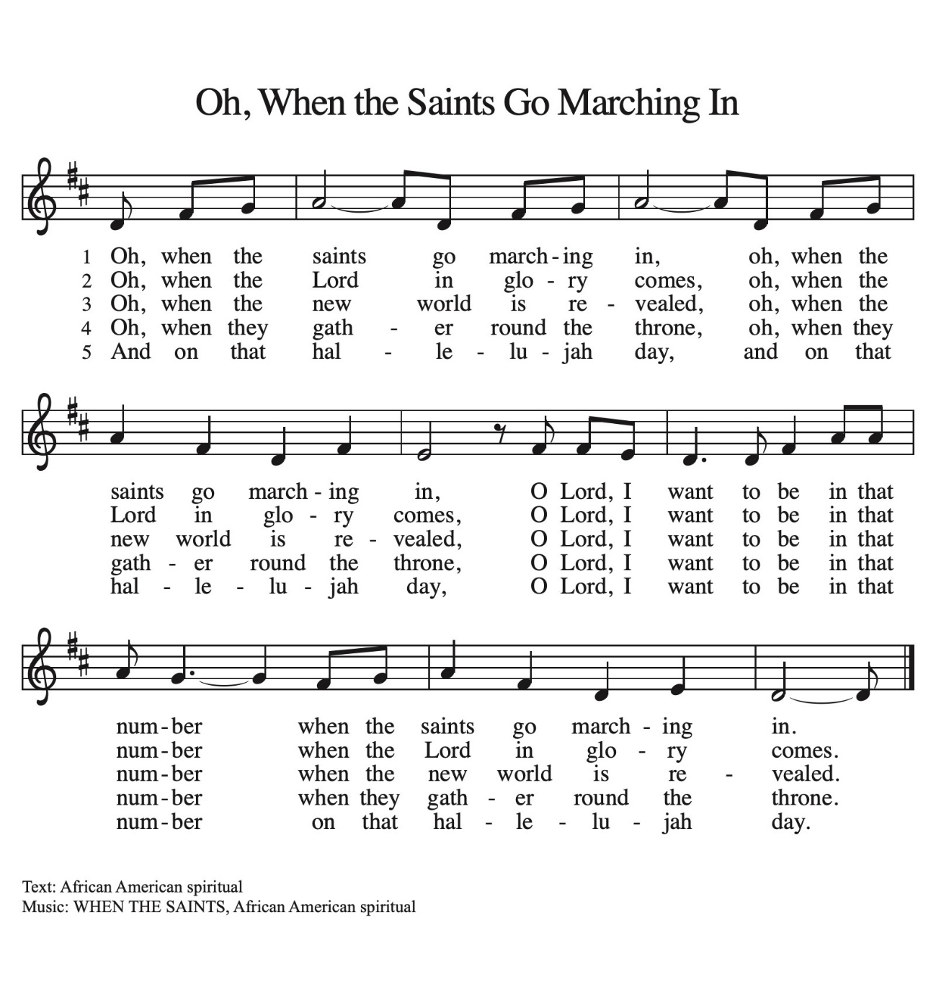 Oh, When the Saints Go Marching In
1 Oh, when the saints go march - ing in, oh, when the
2 Oh, when the Lord in glo - ry comes, oh, when the
3 Oh, when the new world is re - vealed, oh, when the
4 Oh, when they gath - er round the throne, oh, when they
5 And on that hal - le - lu - jah day, and on that
saints go march - ing in, O Lord, I want to be in that
Lord in glo - ry comes, O Lord, I want to be in that
new world is re - vealed, O Lord, I want to be in that
gath - er round the throne, O Lord, I want to be in that
hal - le - lu - jah day, O Lord, I want to be in that
num - ber when the saints go march - ing in.
num - ber when the Lord in glo - ry comes.
num - ber when the new world is re - vealed.
num - ber when they gath - er round the throne.
num - ber on that hal - le - lu - jah day.
Text: African American spiritual
Music: WHEN THE SAINTS, African American spiritual